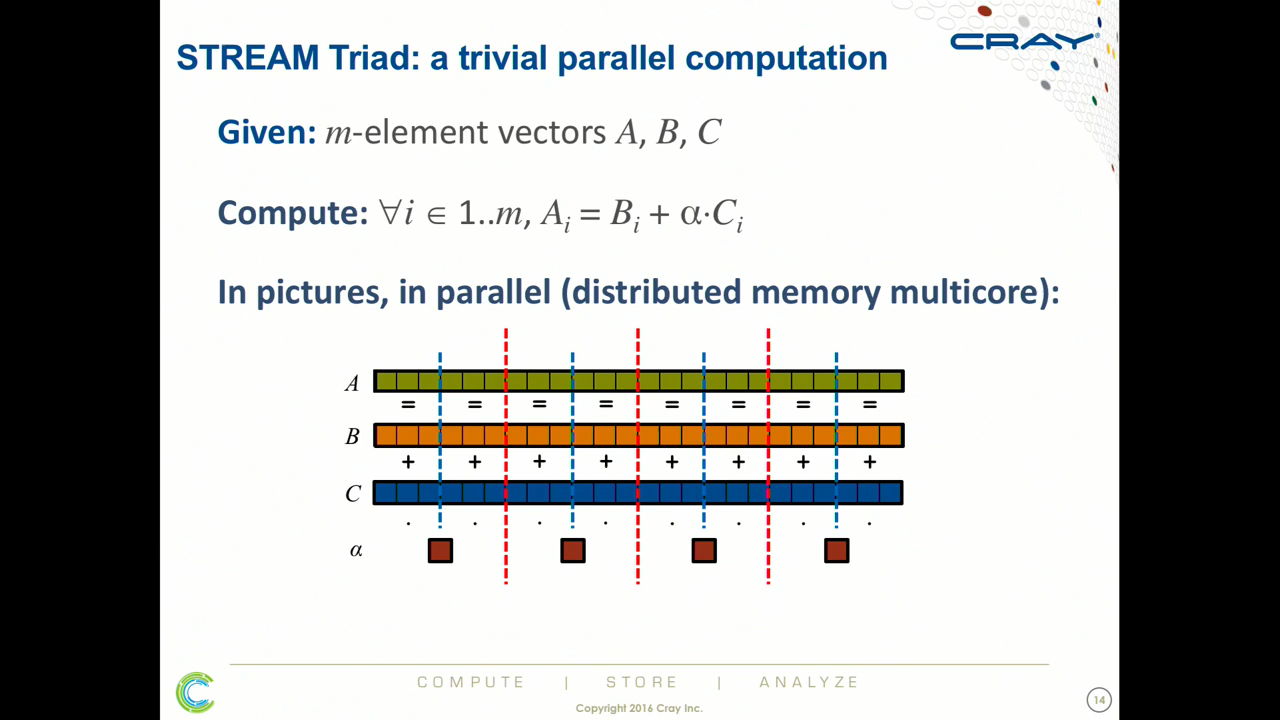 CRAY®
STREAM Triad: a trivial parallel computation
Given: m-element vectors A, B, C
Compute: ∀i ∈ 1..m, Aᵢ = Bᵢ + α·Cᵢ
In pictures, in parallel (distributed memory multicore):
A
= = = = = = = =
B
+ + + + + + + +
C
· · · · · · · ·
α
COMPUTE | STORE | ANALYZE
Copyright 2016 Cray Inc.
14